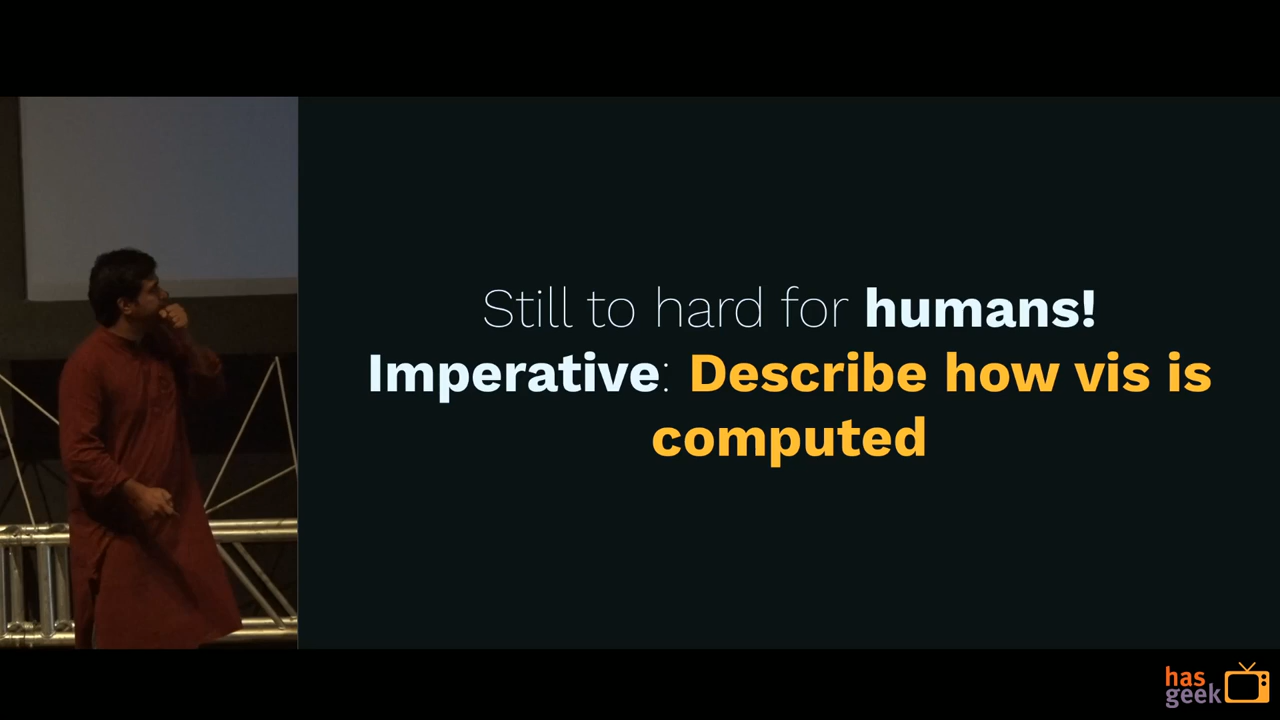 Still to hard for humans!
Imperative: Describe how vis is
computed
has
geek